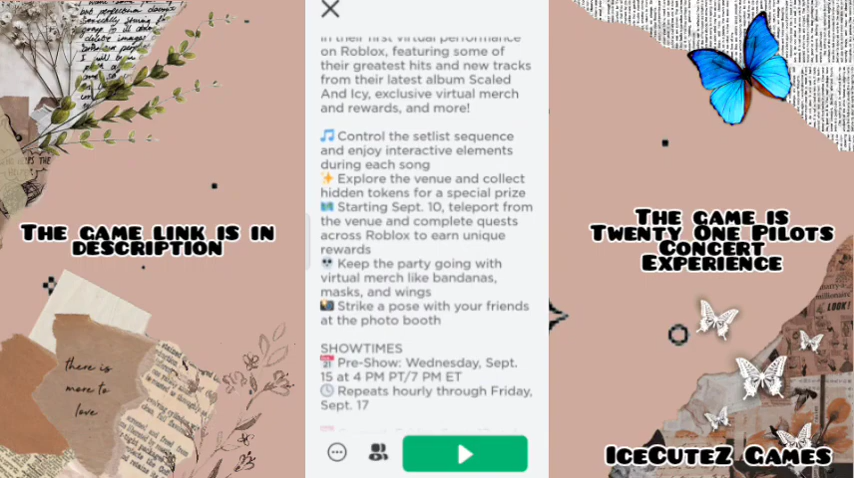 THE GAME LINK IS IN
DESCRIPTION
there is
more to
love
in their first virtual performance
on Roblox, featuring some of
their greatest hits and new tracks
from their latest album Scaled
And Icy, exclusive virtual merch
and rewards, and more!
🎵 Control the setlist sequence
and enjoy interactive elements
during each song
✨ Explore the venue and collect
hidden tokens for a special prize
🗺️ Starting Sept. 10, teleport from
the venue and complete quests
across Roblox to earn unique
rewards
💀 Keep the party going with
virtual merch like bandanas,
masks, and wings
📸 Strike a pose with your friends
at the photo booth
SHOWTIMES
📅 Pre-Show: Wednesday, Sept.
15 at 4 PM PT/7 PM ET
🕓 Repeats hourly through Friday,
Sept. 17
THE GAME IS
TWENTY ONE PILOTS
CONCERT
EXPERIENCE
LOOK!
ICECUTEZ GAMES